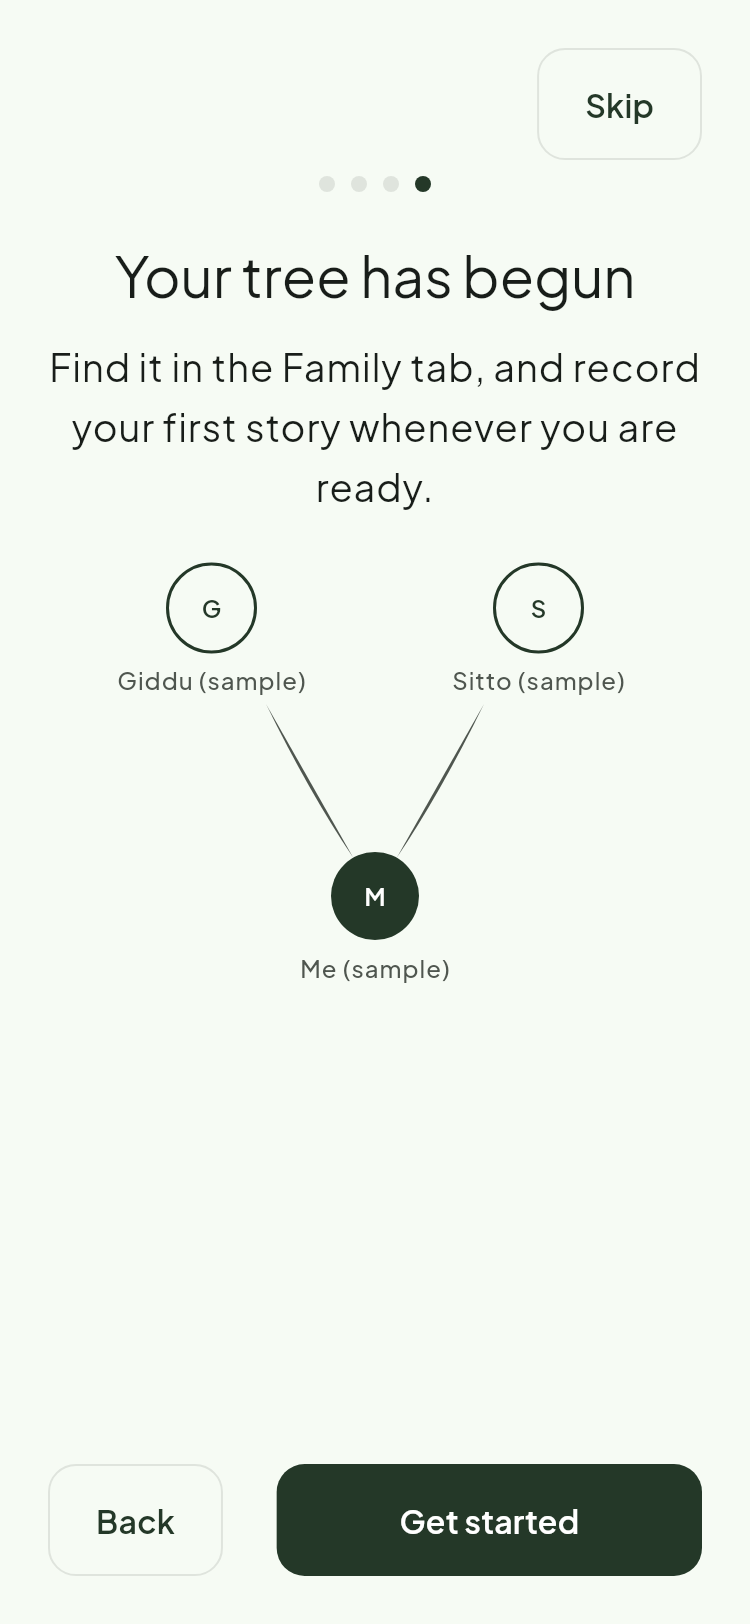 Skip
Your tree has begun
Find it in the Family tab, and record
your first story whenever you are
ready.
G
S
Giddu (sample)
Sitto (sample)
M
Me (sample)
Back
Get started